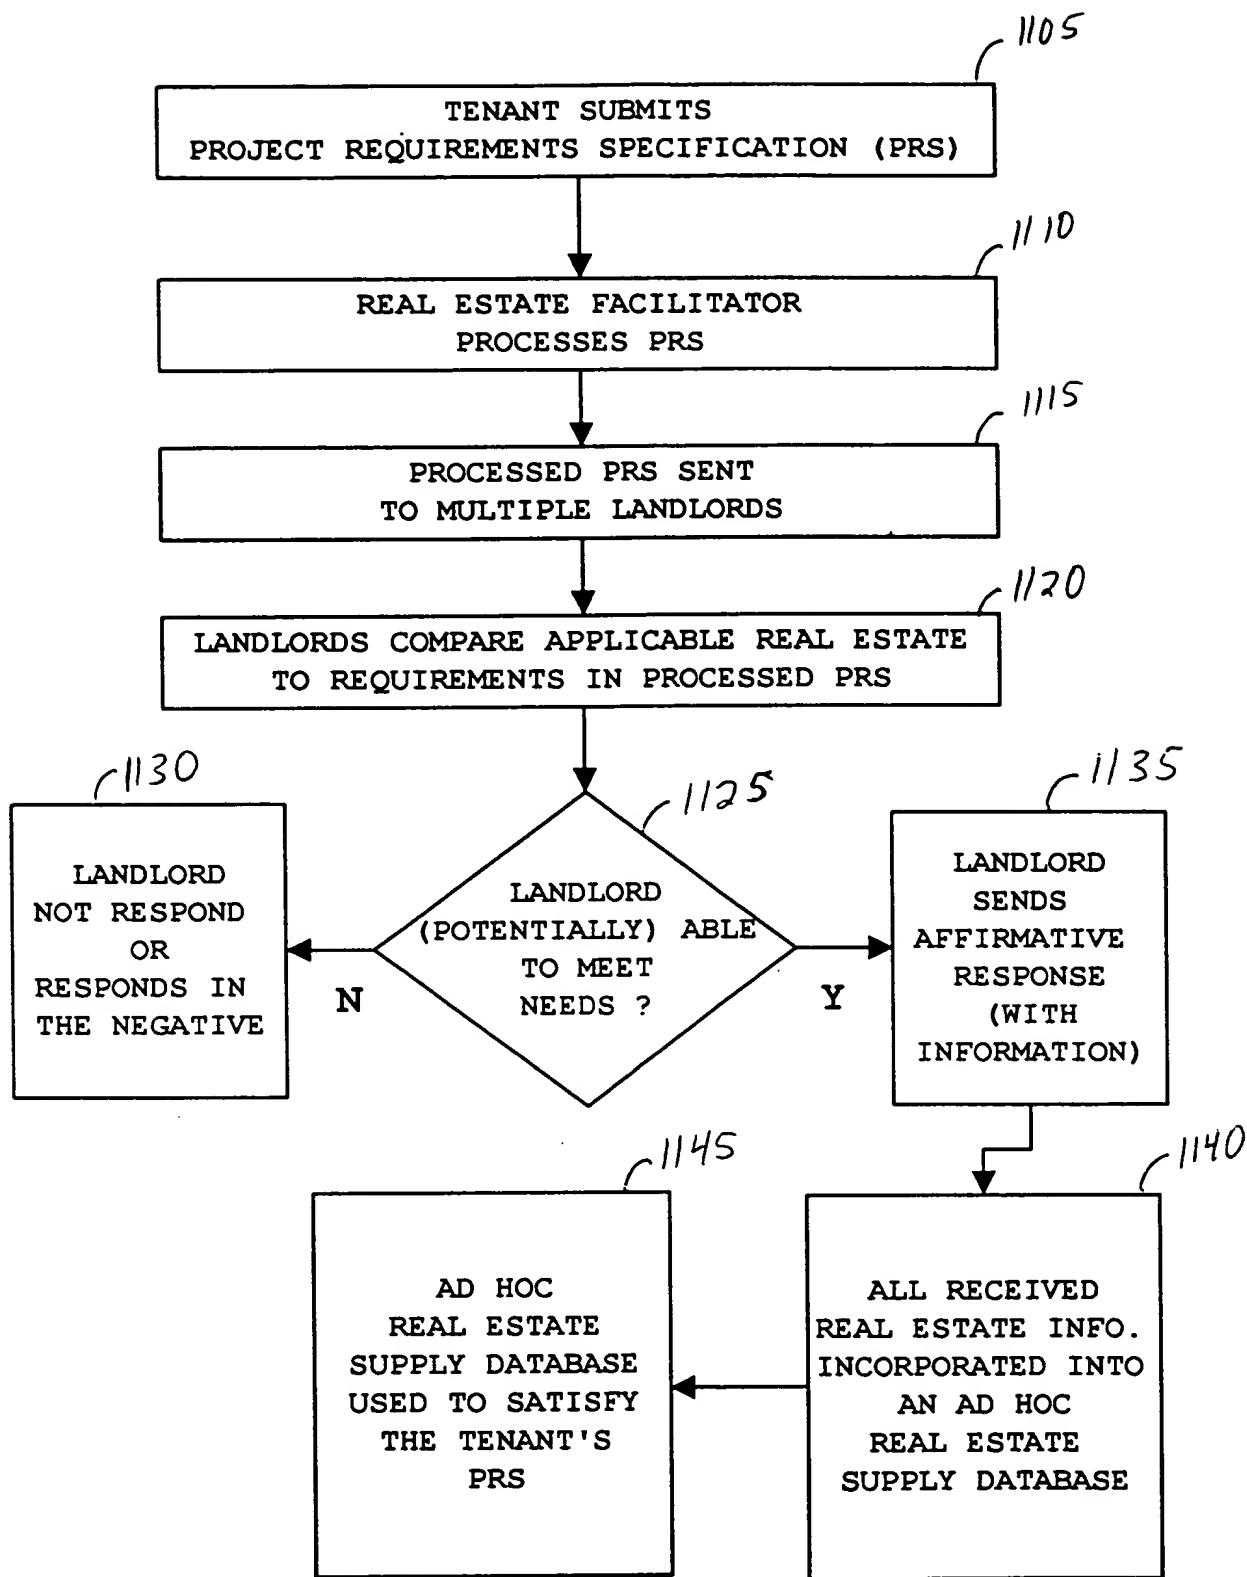 1105
TENANT SUBMITS
PROJECT REQUIREMENTS SPECIFICATION (PRS)
1110
REAL ESTATE FACILITATOR
PROCESSES PRS
1115
PROCESSED PRS SENT
TO MULTIPLE LANDLORDS
1120
LANDLORDS COMPARE APPLICABLE REAL ESTATE
TO REQUIREMENTS IN PROCESSED PRS
1130
LANDLORD
NOT RESPOND
OR
RESPONDS IN
THE NEGATIVE
N
1125
LANDLORD
(POTENTIALLY) ABLE
TO MEET
NEEDS ?
Y
1135
LANDLORD
SENDS
AFFIRMATIVE
RESPONSE
(WITH
INFORMATION)
1145
AD HOC
REAL ESTATE
SUPPLY DATABASE
USED TO SATISFY
THE TENANT'S
PRS
1140
ALL RECEIVED
REAL ESTATE INFO.
INCORPORATED INTO
AN AD HOC
REAL ESTATE
SUPPLY DATABASE